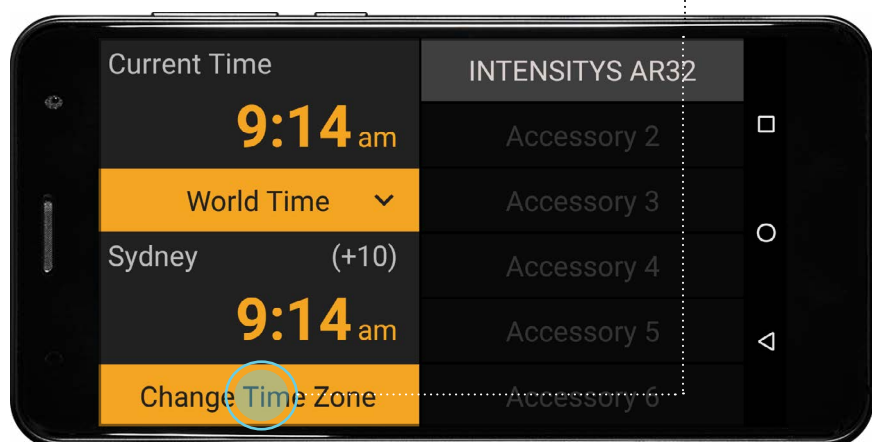 Current Time
9:14 am
World Time
Sydney (+10)
9:14 am
Change Time Zone
INTENSITYS AR32
Accessory 2
Accessory 3
Accessory 4
Accessory 5
Accessory 6